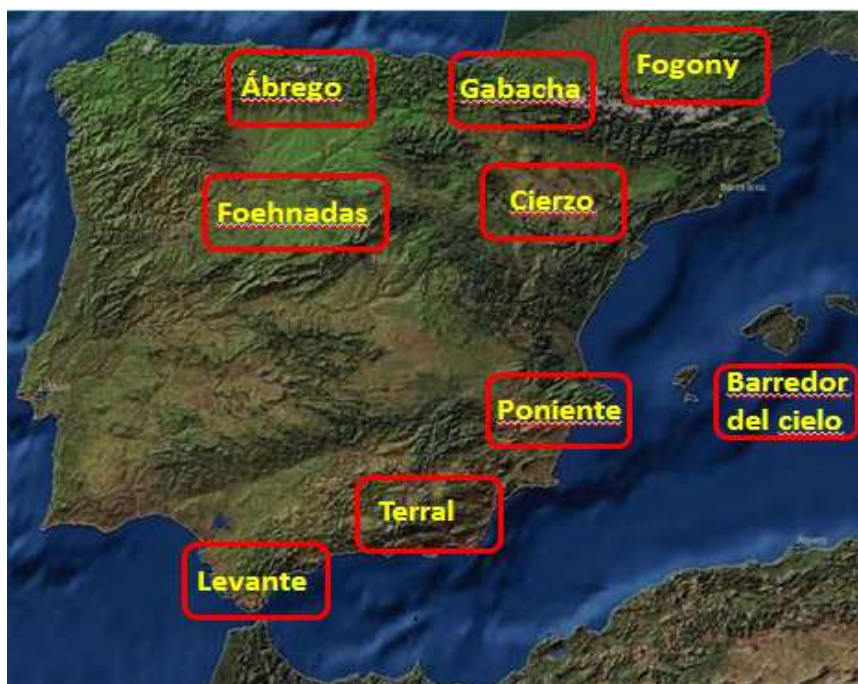 Ábrego
Gabacha
Fogony
Foehnadas
Cierzo
Barredor
del cielo
Poniente
Terral
Levante